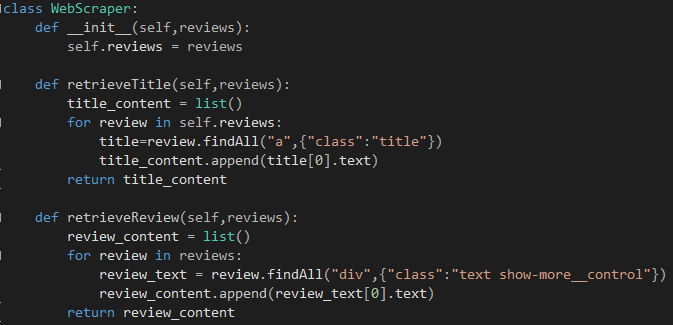 class WebScraper:
    def __init__(self,reviews):
        self.reviews = reviews

    def retrieveTitle(self,reviews):
        title_content = list()
        for review in self.reviews:
            title=review.findAll("a",{"class":"title"})
            title_content.append(title[0].text)
        return title_content

    def retrieveReview(self,reviews):
        review_content = list()
        for review in reviews:
            review_text = review.findAll("div",{"class":"text show-more__control"})
            review_content.append(review_text[0].text)
        return review_content